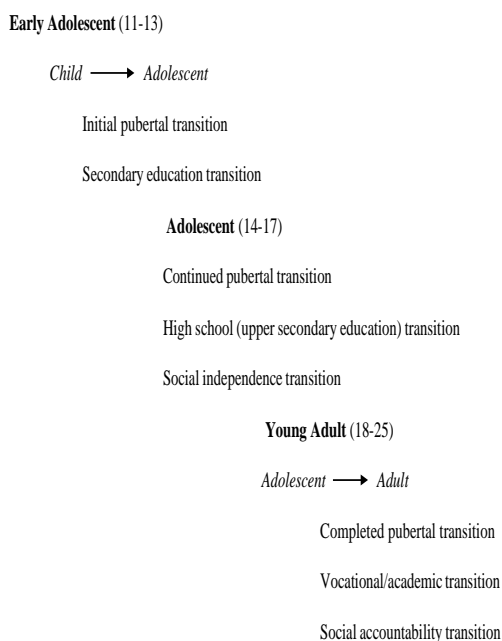 Early Adolescent (11-13)
Child Adolescent
Initial pubertal transition
Secondary education transition
Adolescent (14-17)
Continued pubertal transition
High school (upper secondary education) transition
Social independence transition
Young Adult (18-25)
Adolescent Adult
Completed pubertal transition
Vocational/academic transition
Social accountability transition